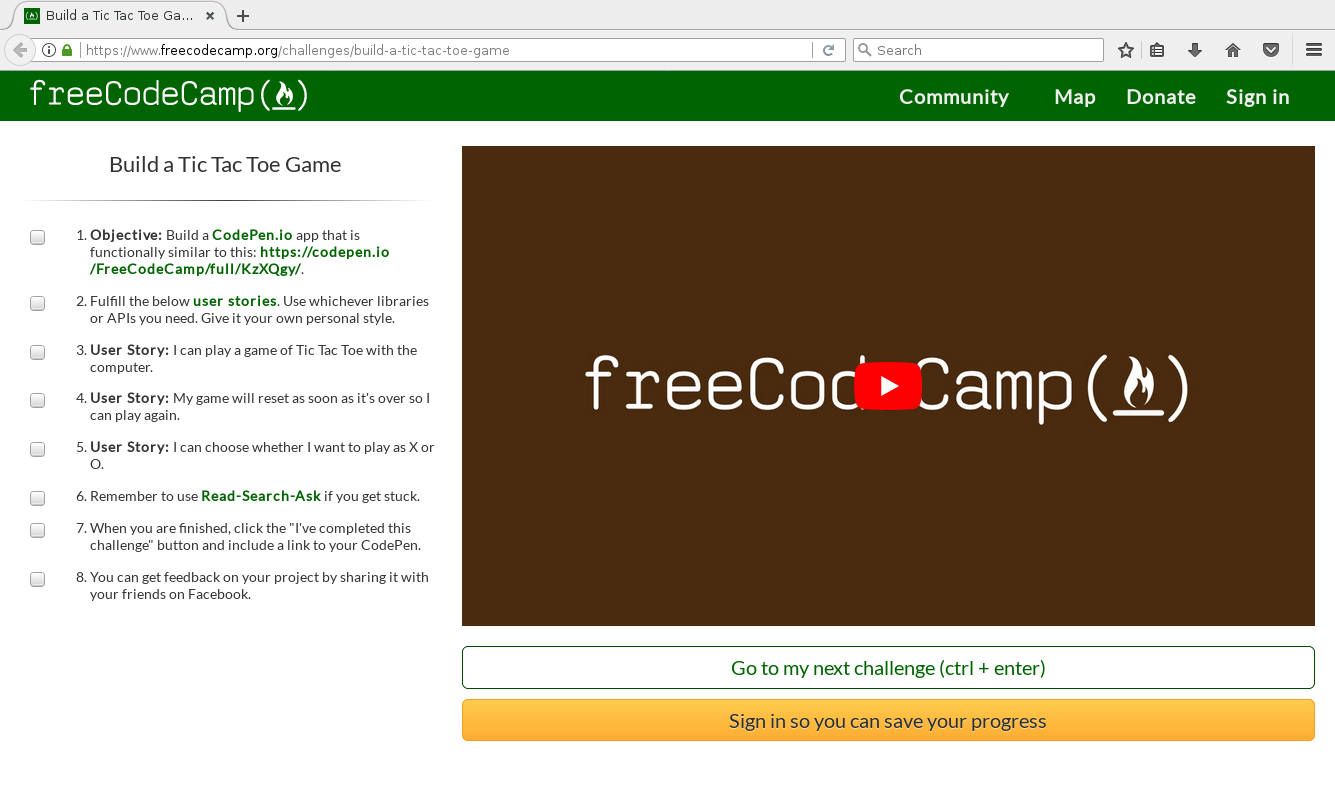 Build a Tic Tac Toe Ga...
https://www.freecodecamp.org/challenges/build-a-tic-tac-toe-game
Search
freeCodeCamp(
)
Community
Map
Donate
Sign in
Build a Tic Tac Toe Game
1. Objective: Build a CodePen.io app that is
functionally similar to this: https://codepen.io
/FreeCodeCamp/full/KzXQgy/.
2. Fulfill the below user stories. Use whichever libraries
or APIs you need. Give it your own personal style.
3. User Story: I can play a game of Tic Tac Toe with the
computer.
4. User Story: My game will reset as soon as it's over so I
can play again.
5. User Story: I can choose whether I want to play as X or
O.
6. Remember to use Read-Search-Ask if you get stuck.
7. When you are finished, click the "I've completed this
challenge" button and include a link to your CodePen.
8. You can get feedback on your project by sharing it with
your friends on Facebook.
freeCodeCamp(
)
Go to my next challenge (ctrl + enter)
Sign in so you can save your progress